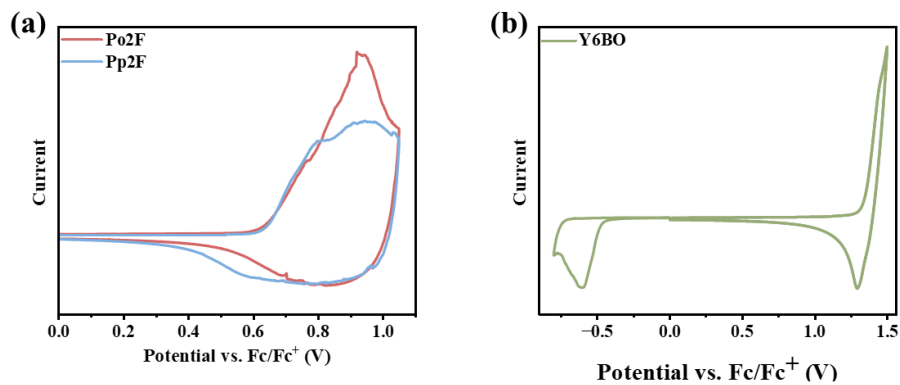 (a)
Po2F
Pp2F
Current
0.0 0.2 0.4 0.6 0.8 1.0
Potential vs. Fc/Fc⁺ (V)
(b)
Y6BO
Current
−0.5 0.0 0.5 1.0 1.5
Potential vs. Fc/Fc⁺ (V)